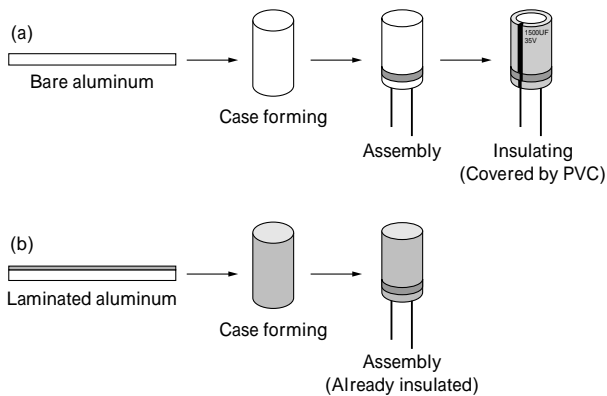 (a)
Bare aluminum
Case forming
Assembly
1500UF
35V
Insulating
(Covered by PVC)
(b)
Laminated aluminum
Case forming
Assembly
(Already insulated)